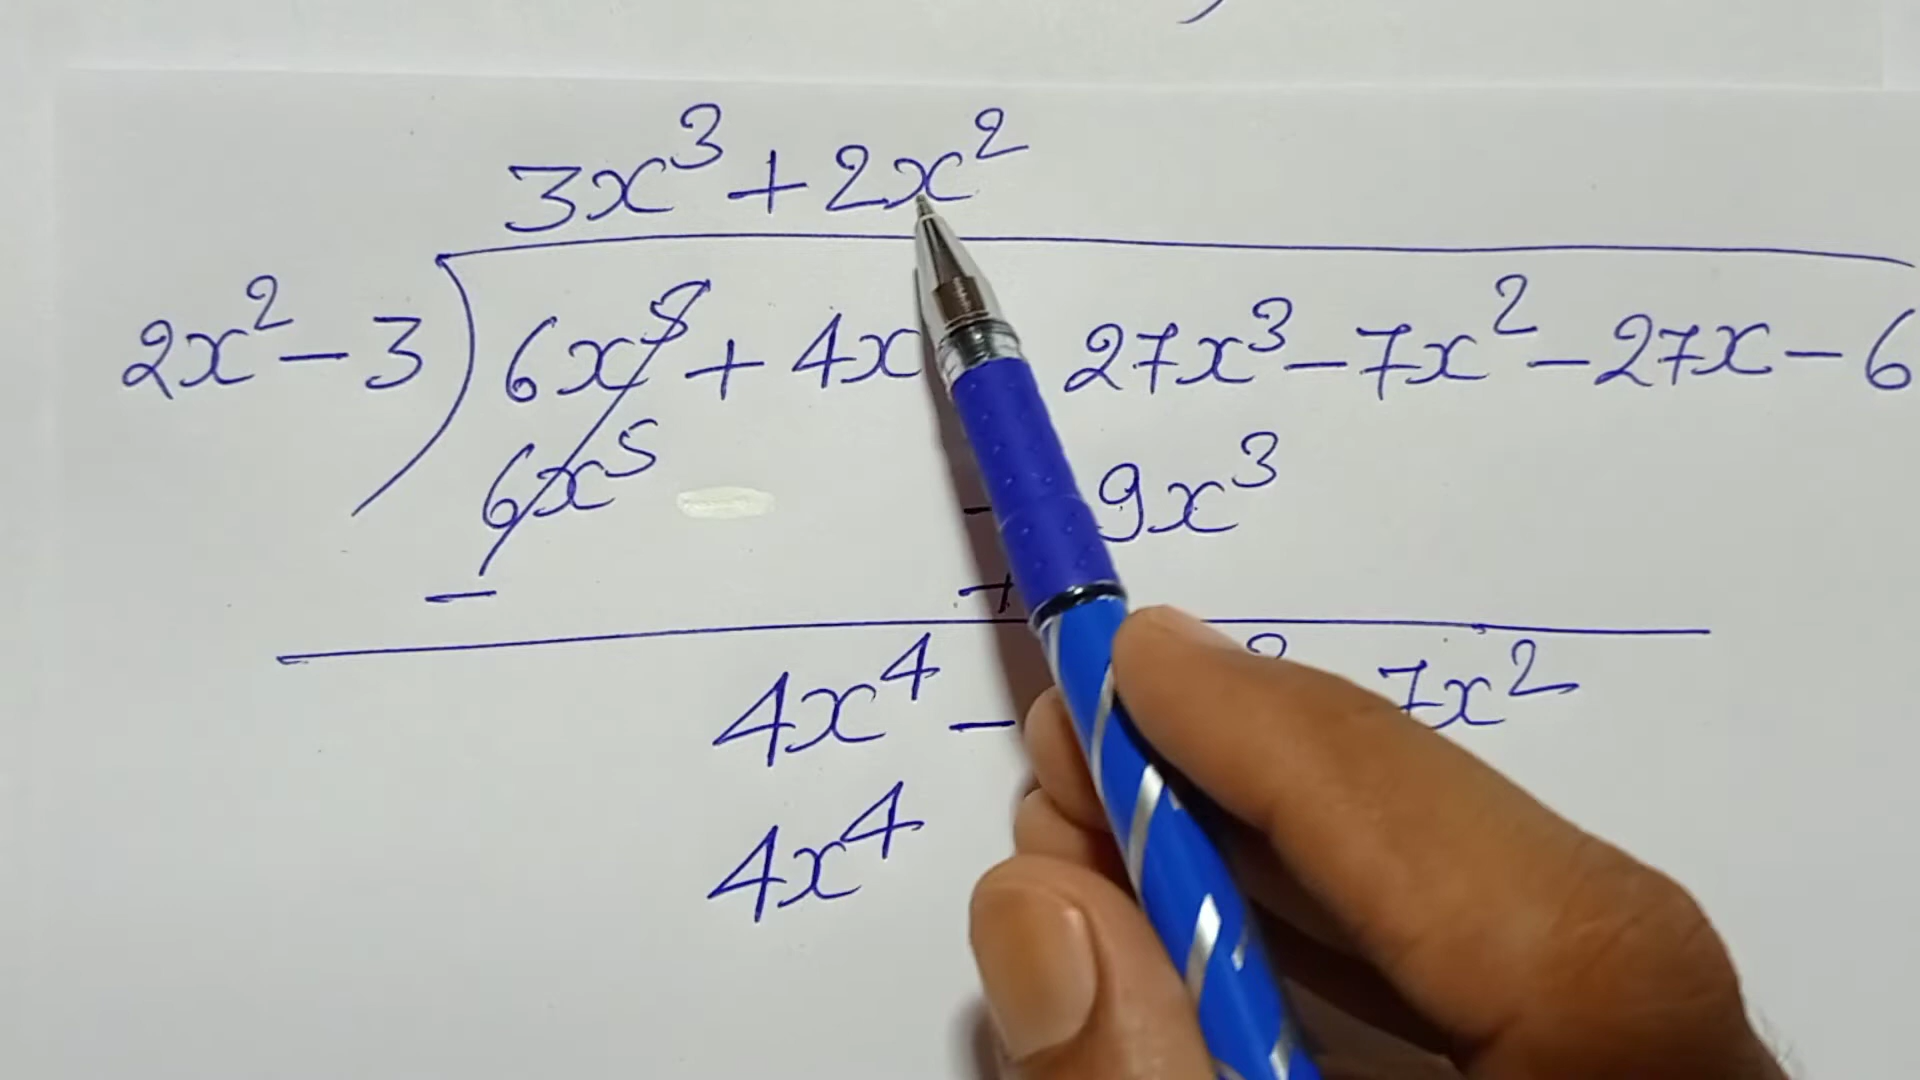 3x³ + 2x²
2x² - 3 ) 6x⁵ + 4x 27x³ - 7x² - 27x - 6
6x⁵ - 9x³
- +
4x⁴ - 7x²
4x⁴